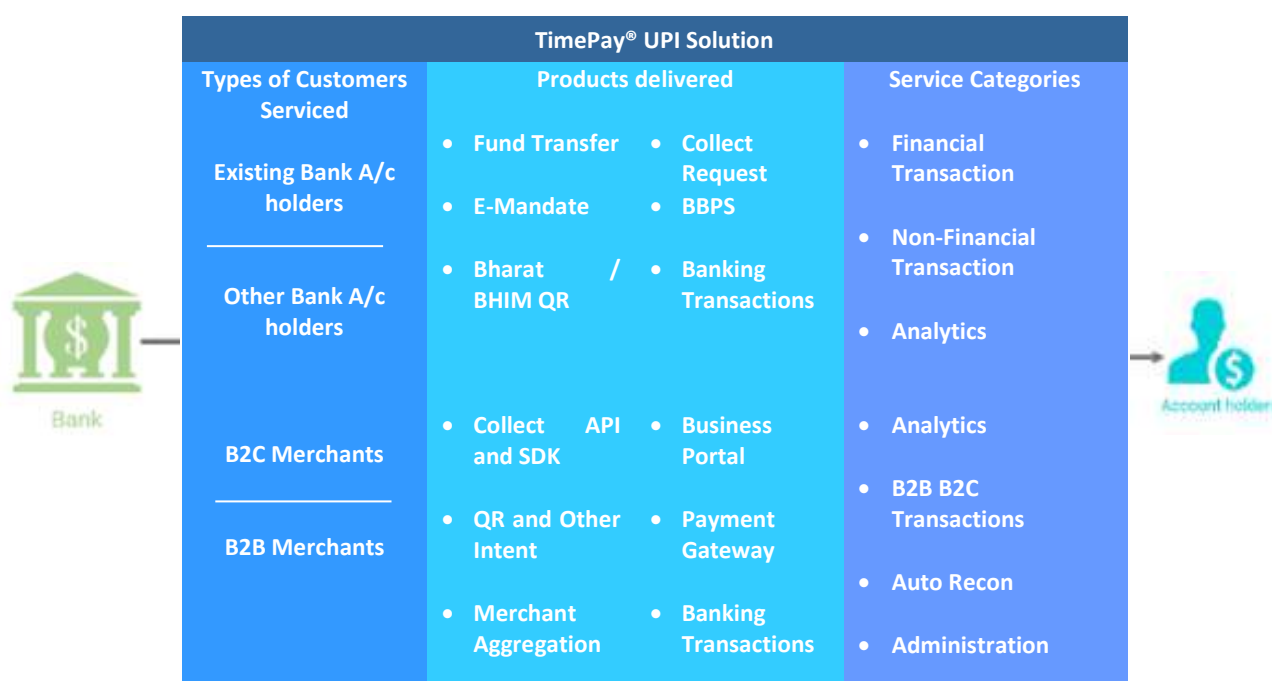 TimePay® UPI Solution
Types of Customers
Serviced
Existing Bank A/c
holders
Other Bank A/c
holders
B2C Merchants
B2B Merchants
Products delivered
• Fund Transfer
• Collect
Request
• E-Mandate
• BBPS
• Bharat /
BHIM QR
• Banking
Transactions
• Collect API
and SDK
• Business
Portal
• QR and Other
Intent
• Payment
Gateway
• Merchant
Aggregation
• Banking
Transactions
Service Categories
• Financial
Transaction
• Non-Financial
Transaction
• Analytics
• Analytics
• B2B B2C
Transactions
• Auto Recon
• Administration
$
Bank
$
Account holder